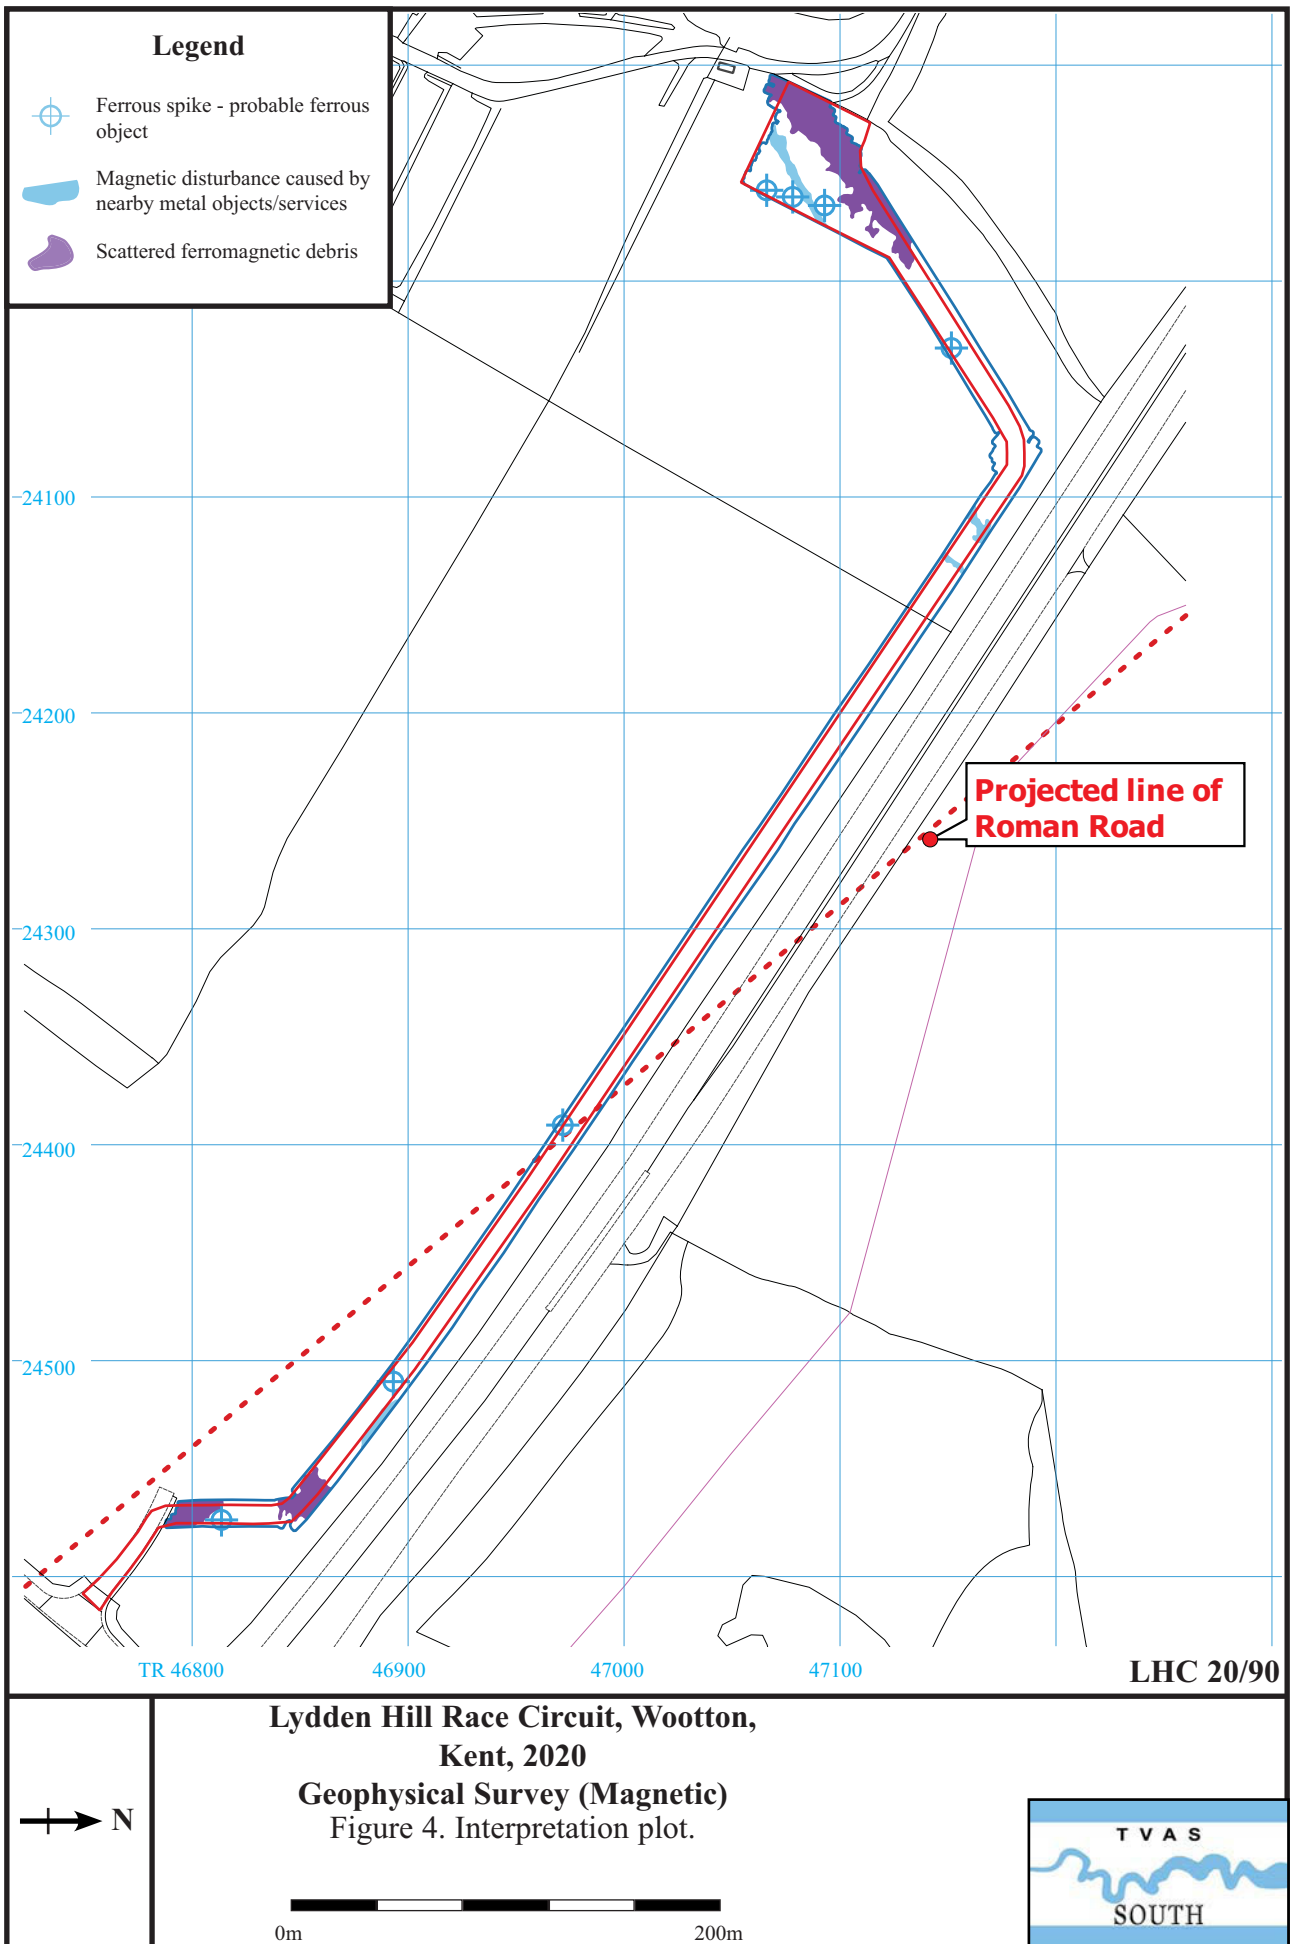 Legend
Ferrous spike - probable ferrous
object
Magnetic disturbance caused by
nearby metal objects/services
Scattered ferromagnetic debris
24100
24200
Projected line of
Roman Road
24300
24400
24500
TR 46800
46900
47000
47100
LHC 20/90
Lydden Hill Race Circuit, Wootton,
Kent, 2020
Geophysical Survey (Magnetic)
Figure 4. Interpretation plot.
N
0m
200m
TVAS
SOUTH